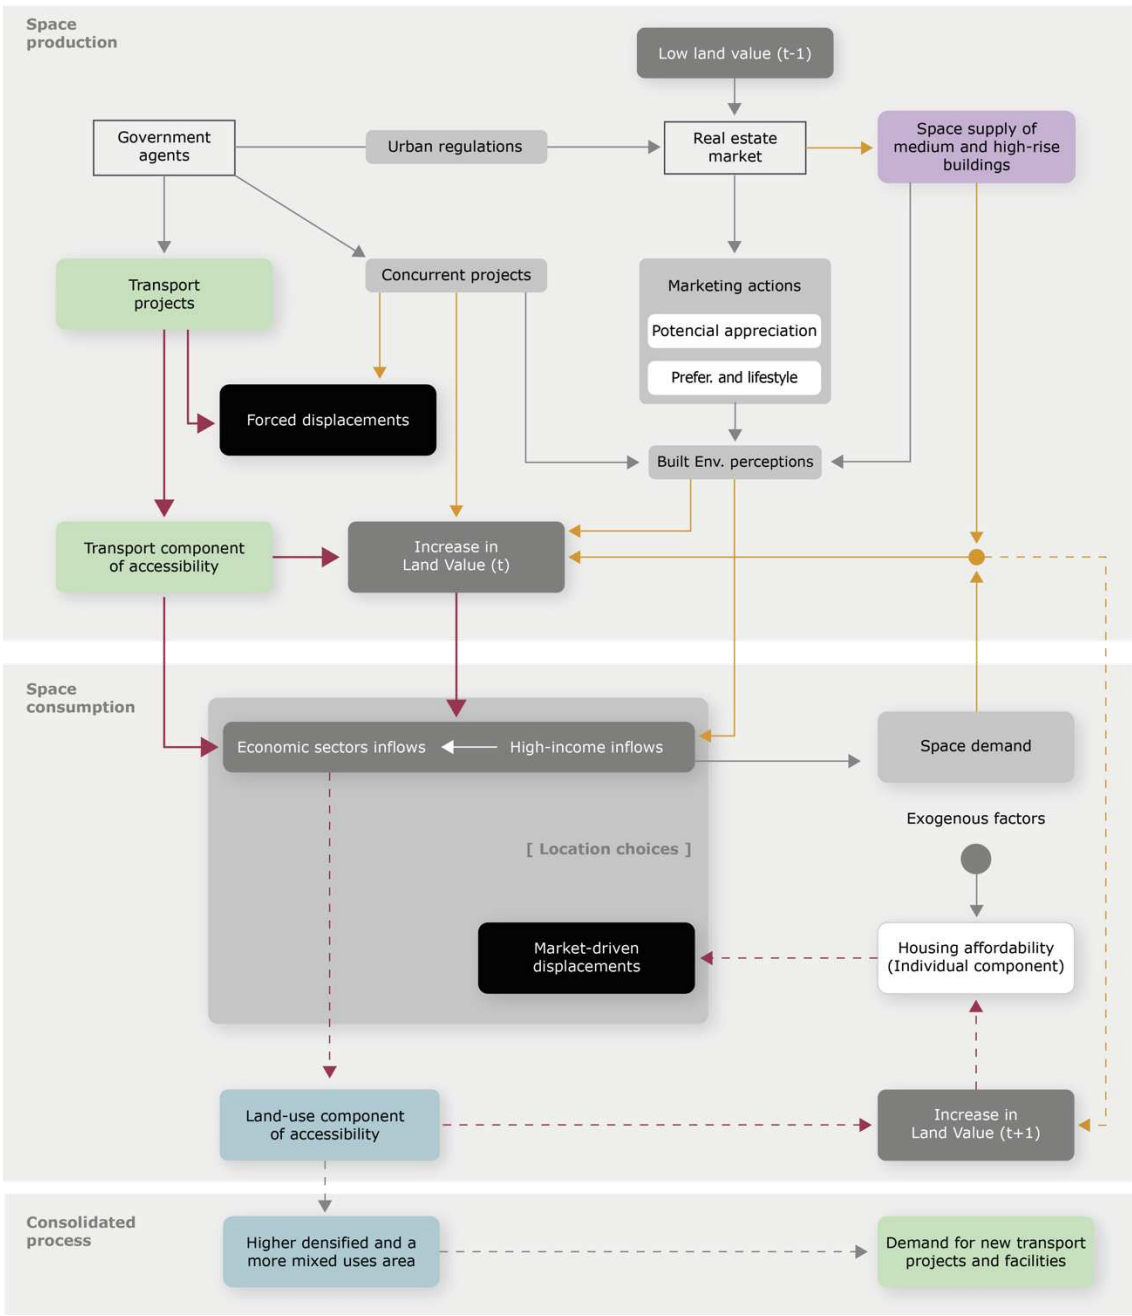 Space
production
Low land value (t-1)
Government
agents
Urban regulations
Real estate
market
Space supply of
medium and high-rise
buildings
Transport
projects
Concurrent projects
Marketing actions
Potencial appreciation
Prefer. and lifestyle
Forced displacements
Built Env. perceptions
Transport component
of accessibility
Increase in
Land Value (t)
Space
consumption
Economic sectors inflows
High-income inflows
Space demand
Exogenous factors
[ Location choices ]
Market-driven
displacements
Housing affordability
(Individual component)
Land-use component
of accessibility
Increase in
Land Value (t+1)
Consolidated
process
Higher densified and a
more mixed uses area
Demand for new transport
projects and facilities